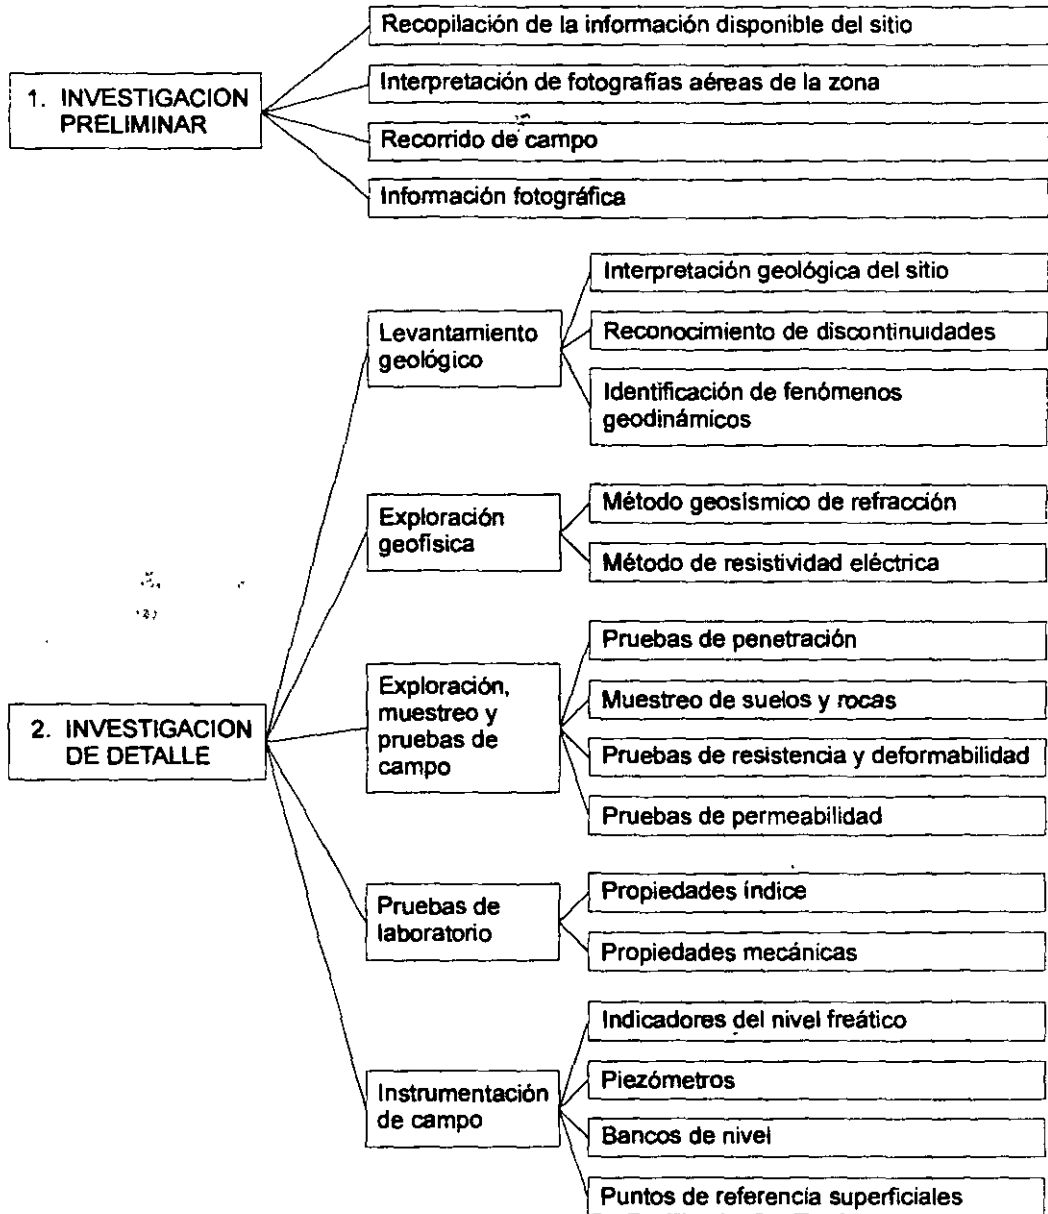 1. INVESTIGACION
PRELIMINAR
Recopilación de la información disponible del sitio
Interpretación de fotografías aéreas de la zona
Recorrido de campo
Información fotográfica
2. INVESTIGACION
DE DETALLE
Levantamiento
geológico
Interpretación geológica del sitio
Reconocimiento de discontinuidades
Identificación de fenómenos
geodinámicos
Exploración
geofísica
Método geosísmico de refracción
Método de resistividad eléctrica
Exploración,
muestreo y
pruebas de
campo
Pruebas de penetración
Muestreo de suelos y rocas
Pruebas de resistencia y deformabilidad
Pruebas de permeabilidad
Pruebas de
laboratorio
Propiedades índice
Propiedades mecánicas
Instrumentación
de campo
Indicadores del nivel freático
Piezómetros
Bancos de nivel
Puntos de referencia superficiales